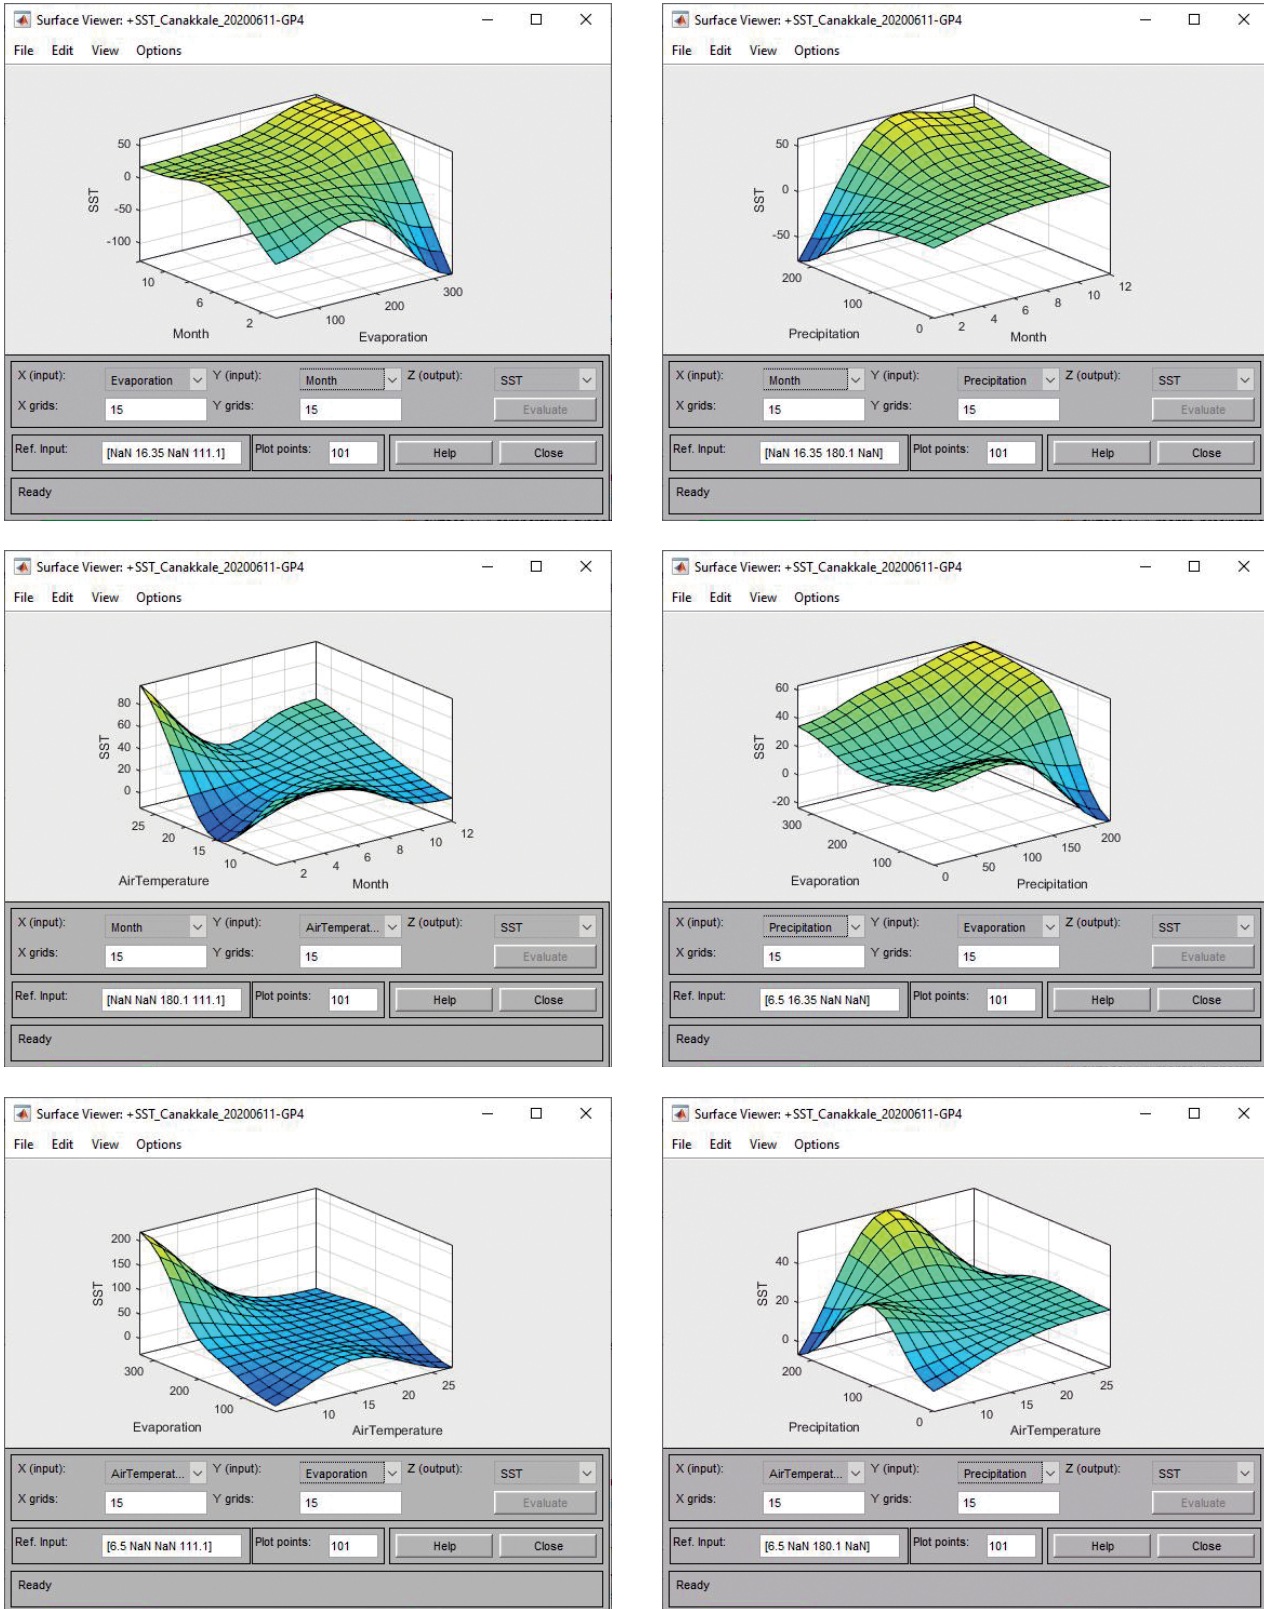 Surface Viewer: +SST_Canakkale_20200611-GP4
File Edit View Options
50
0
-50
-100
SST
10
6
2
Month
100
200
300
Evaporation
X (input): Evaporation Y (input): Month Z (output): SST
X grids: 15 Y grids: 15 Evaluate
Ref. Input: [NaN 16.35 NaN 111.1] Plot points: 101 Help Close
Ready
Surface Viewer: +SST_Canakkale_20200611-GP4
File Edit View Options
50
0
-50
SST
200
100
0
Precipitation
2
4
6
8
10
12
Month
X (input): Month Y (input): Precipitation Z (output): SST
X grids: 15 Y grids: 15 Evaluate
Ref. Input: [NaN 16.35 180.1 NaN] Plot points: 101 Help Close
Ready
Surface Viewer: +SST_Canakkale_20200611-GP4
File Edit View Options
80
60
40
20
0
SST
25
20
15
10
AirTemperature
2
4
6
8
10
12
Month
X (input): Month Y (input): AirTemperat... Z (output): SST
X grids: 15 Y grids: 15 Evaluate
Ref. Input: [NaN NaN 180.1 111.1] Plot points: 101 Help Close
Ready
Surface Viewer: +SST_Canakkale_20200611-GP4
File Edit View Options
60
40
20
0
-20
SST
300
200
100
Evaporation
0
50
100
150
200
Precipitation
X (input): Precipitation Y (input): Evaporation Z (output): SST
X grids: 15 Y grids: 15 Evaluate
Ref. Input: [6.5 16.35 NaN NaN] Plot points: 101 Help Close
Ready
Surface Viewer: +SST_Canakkale_20200611-GP4
File Edit View Options
200
150
100
50
0
SST
300
200
100
Evaporation
10
15
20
25
AirTemperature
X (input): AirTemperat... Y (input): Evaporation Z (output): SST
X grids: 15 Y grids: 15 Evaluate
Ref. Input: [6.5 NaN NaN 111.1] Plot points: 101 Help Close
Ready
Surface Viewer: +SST_Canakkale_20200611-GP4
File Edit View Options
40
20
0
SST
200
100
0
Precipitation
10
15
20
25
AirTemperature
X (input): AirTemperat... Y (input): Precipitation Z (output): SST
X grids: 15 Y grids: 15 Evaluate
Ref. Input: [6.5 NaN 180.1 NaN] Plot points: 101 Help Close
Ready